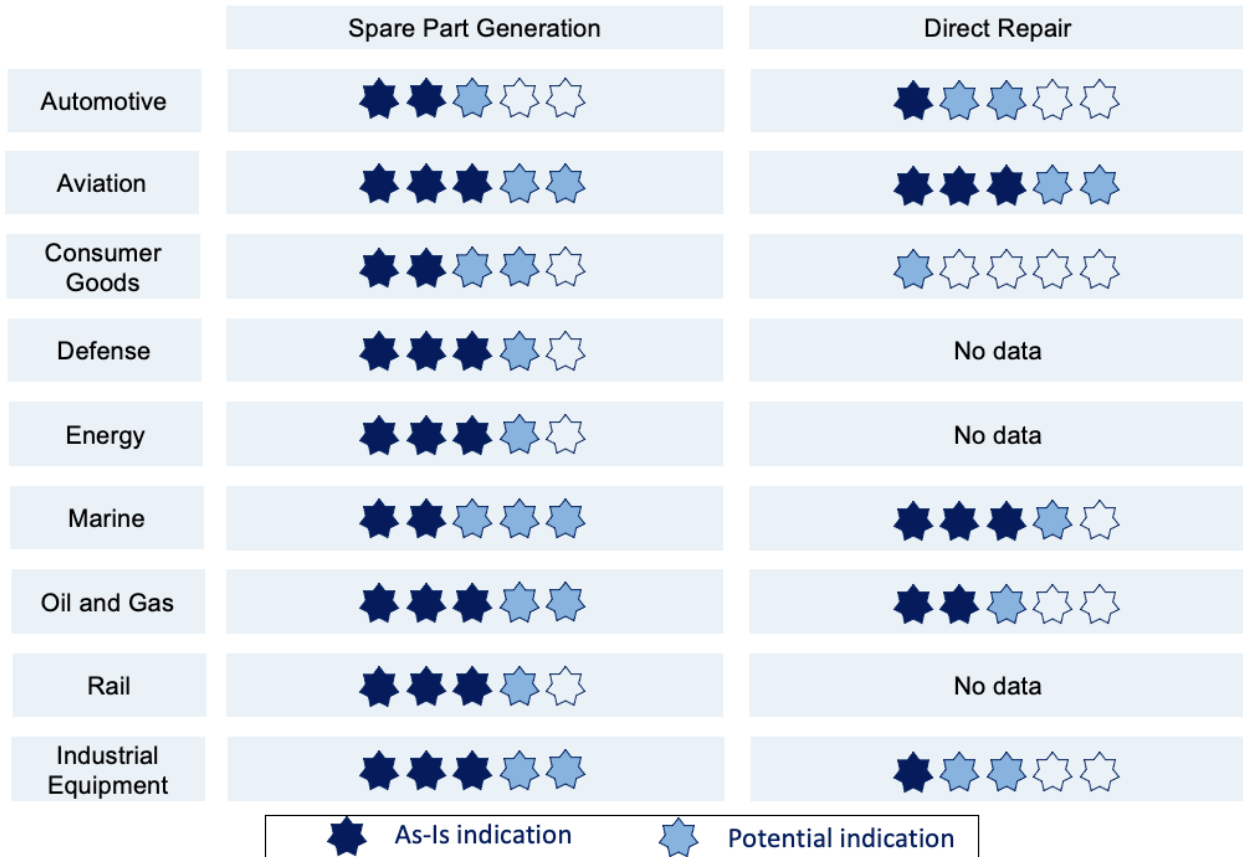 Spare Part Generation
Direct Repair
Automotive
Aviation
Consumer
Goods
Defense
No data
Energy
No data
Marine
Oil and Gas
Rail
No data
Industrial
Equipment
As-Is indication
Potential indication